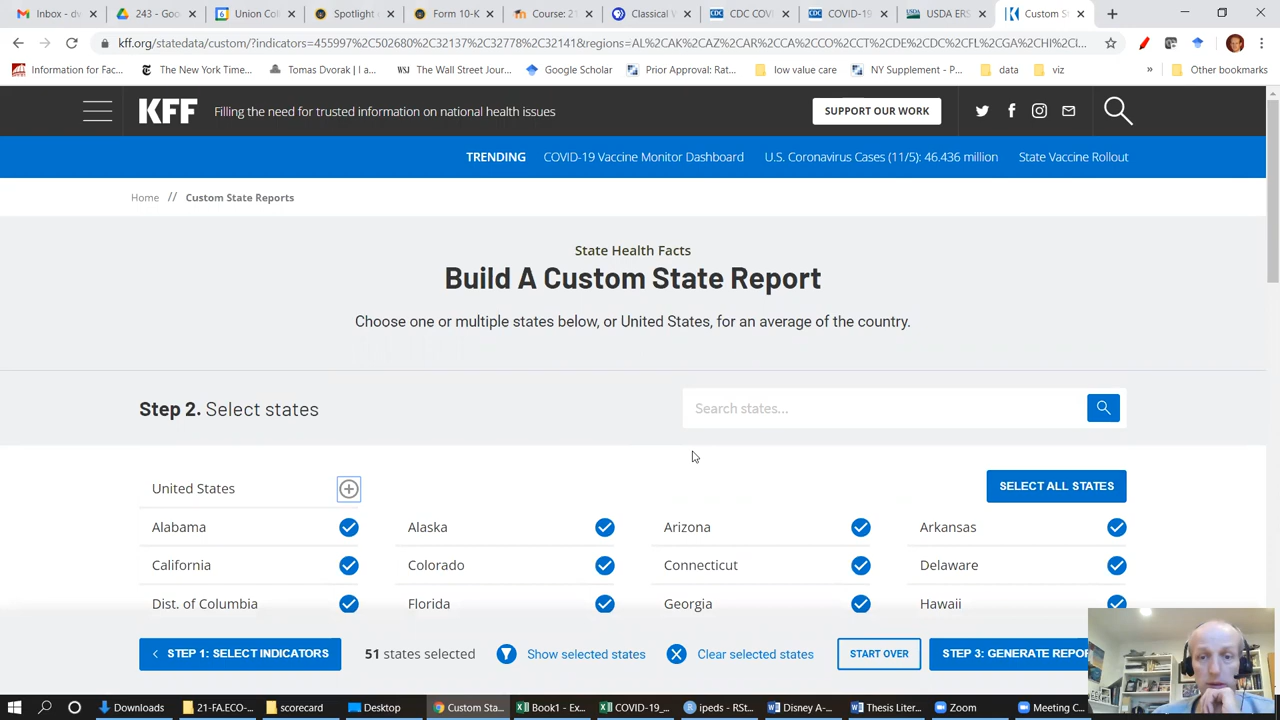 Inbox - dv
243 - Goo
Union Coll
Spotlight
Form 10-K
Course: 21
Classical V
CDC COVI
COVID-19
USDA ERS
Custom St
kff.org/statedata/custom/?indicators=455997%2C502680%2C32137%2C32778%2C32141&regions=AL%2CAK%2CAZ%2CAR%2CCA%2CCO%2CCT%2CDE%2CDC%2CFL%2CGA%2CHI%2CI...
Information for Fac...
The New York Time...
Tomas Dvorak | I a...
The Wall Street Jour...
Google Scholar
Prior Approval: Rat...
low value care
NY Supplement - P...
data
viz
»
Other bookmarks
KFF
Filling the need for trusted information on national health issues
SUPPORT OUR WORK
TRENDING
COVID-19 Vaccine Monitor Dashboard
U.S. Coronavirus Cases (11/5): 46.436 million
State Vaccine Rollout
Home // Custom State Reports
State Health Facts
Build A Custom State Report
Choose one or multiple states below, or United States, for an average of the country.
Step 2. Select states
Search states...
United States
SELECT ALL STATES
Alabama
Alaska
Arizona
Arkansas
California
Colorado
Connecticut
Delaware
Dist. of Columbia
Florida
Georgia
Hawaii
STEP 1: SELECT INDICATORS
51 states selected
Show selected states
Clear selected states
START OVER
STEP 3: GENERATE REPOR
Downloads
21-FA.ECO-
scorecard
Desktop
Custom Sta...
Book1 - Ex...
COVID-19_...
ipeds - RSt...
Disney A-...
Thesis Liter...
Zoom
Meeting C...